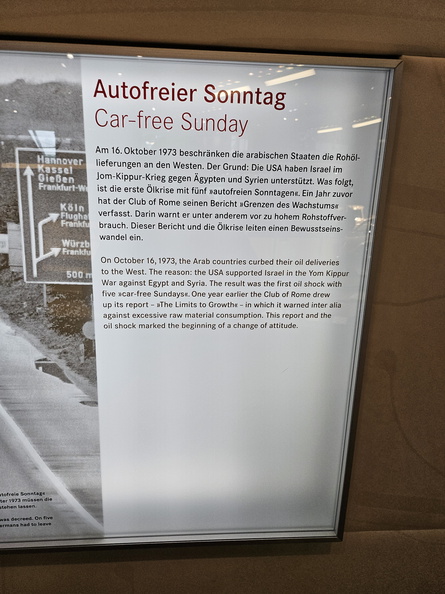 Autofreier Sonntag
Car-free Sunday
Am 16. Oktober 1973 beschränken die arabischen Staaten die Rohöl-
lieferungen an den Westen. Der Grund: Die USA haben Israel im
Jom-Kippur-Krieg gegen Ägypten und Syrien unterstützt. Was folgt,
ist die erste Ölkrise mit fünf »autofreien Sonntagen«. Ein Jahr zuvor
hat der Club of Rome seinen Bericht »Grenzen des Wachstums«
verfasst. Darin warnt er unter anderem vor zu hohem Rohstoffver-
brauch. Dieser Bericht und die Ölkrise leiten einen Bewusstseins-
wandel ein.
On October 16, 1973, the Arab countries curbed their oil deliveries
to the West. The reason: the USA supported Israel in the Yom Kippur
War against Egypt and Syria. The result was the first oil shock with
five »car-free Sundays«. One year earlier the Club of Rome drew
up its report – »The Limits to Growth« – in which it warned inter alia
against excessive raw material consumption. This report and the
oil shock marked the beginning of a change of attitude.
Hannover
Kassel
Gießen
Frankfurt-W
Köln
Flugha
Frankfu
Würzb
500 m
utofreie Sonntags
ber 1973 müssen die
stehen lassen.
was decreed. On five
ermans had to leave